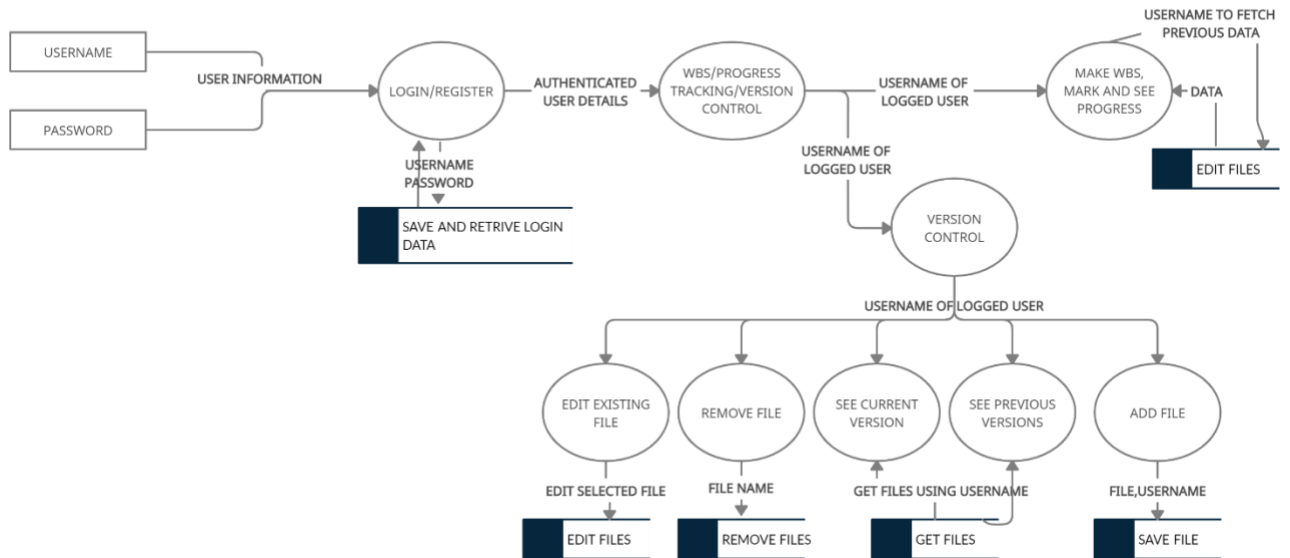 USERNAME TO FETCH
PREVIOUS DATA
USERNAME
USER INFORMATION
PASSWORD
LOGIN/REGISTER
AUTHENTICATED
USER DETAILS
WBS/PROGRESS
TRACKING/VERSION
CONTROL
USERNAME OF
LOGGED USER
MAKE WBS,
MARK AND SEE
PROGRESS
DATA
EDIT FILES
USERNAME
PASSWORD
SAVE AND RETRIVE LOGIN
DATA
USERNAME OF
LOGGED USER
VERSION
CONTROL
USERNAME OF LOGGED USER
EDIT EXISTING
FILE
REMOVE FILE
SEE CURRENT
VERSION
SEE PREVIOUS
VERSIONS
ADD FILE
EDIT SELECTED FILE
FILE NAME
GET FILES USING USERNAME
FILE,USERNAME
EDIT FILES
REMOVE FILES
GET FILES
SAVE FILE